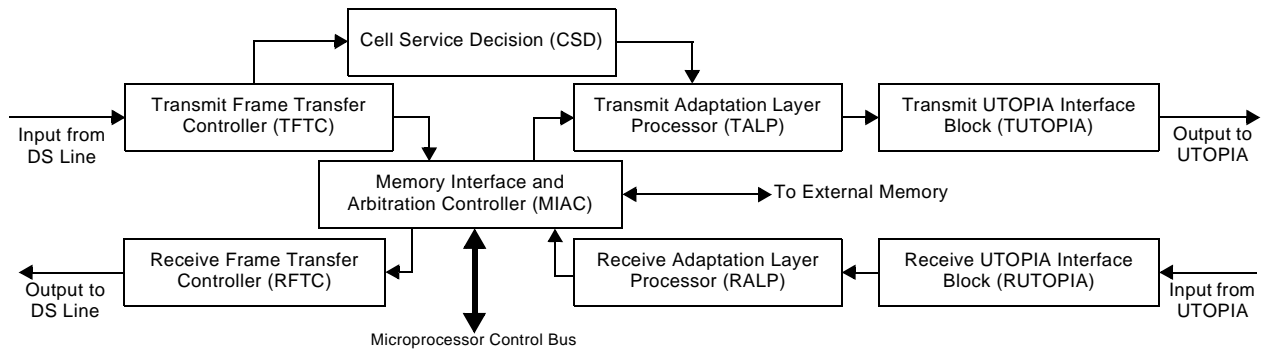 Cell Service Decision (CSD)
Transmit Frame Transfer
Controller (TFTC)
Transmit Adaptation Layer
Processor (TALP)
Transmit UTOPIA Interface
Block (TUTOPIA)
Input from
DS Line
Output to
UTOPIA
Memory Interface and
Arbitration Controller (MIAC)
To External Memory
Receive Frame Transfer
Controller (RFTC)
Receive Adaptation Layer
Processor (RALP)
Receive UTOPIA Interface
Block (RUTOPIA)
Output to
DS Line
Input from
UTOPIA
Microprocessor Control Bus